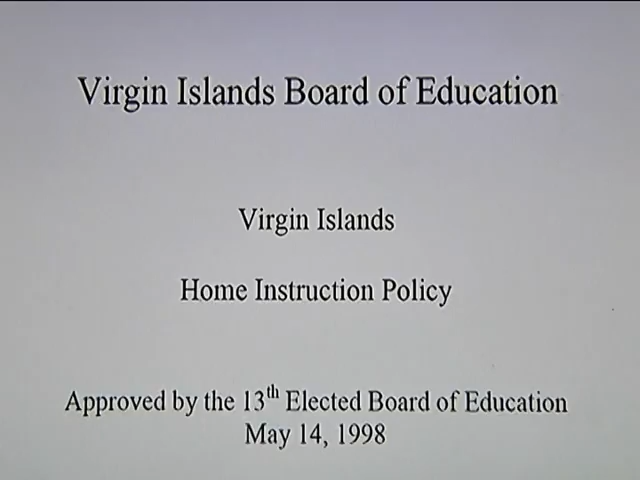 Virgin Islands Board of Education
Virgin Islands
Home Instruction Policy
Approved by the 13th Elected Board of Education
May 14, 1998